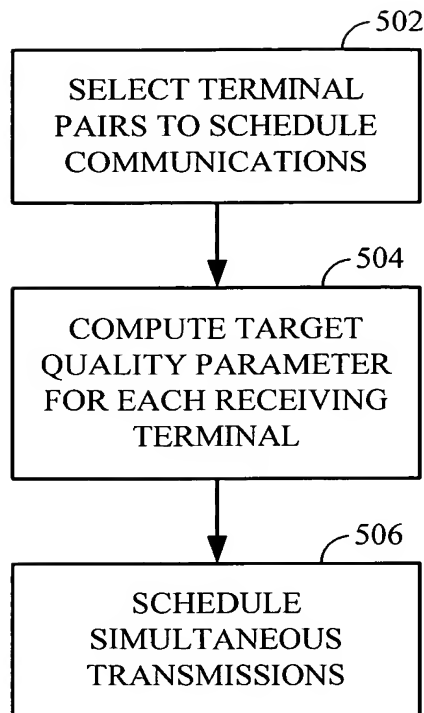 502
SELECT TERMINAL
PAIRS TO SCHEDULE
COMMUNICATIONS
504
COMPUTE TARGET
QUALITY PARAMETER
FOR EACH RECEIVING
TERMINAL
506
SCHEDULE
SIMULTANEOUS
TRANSMISSIONS